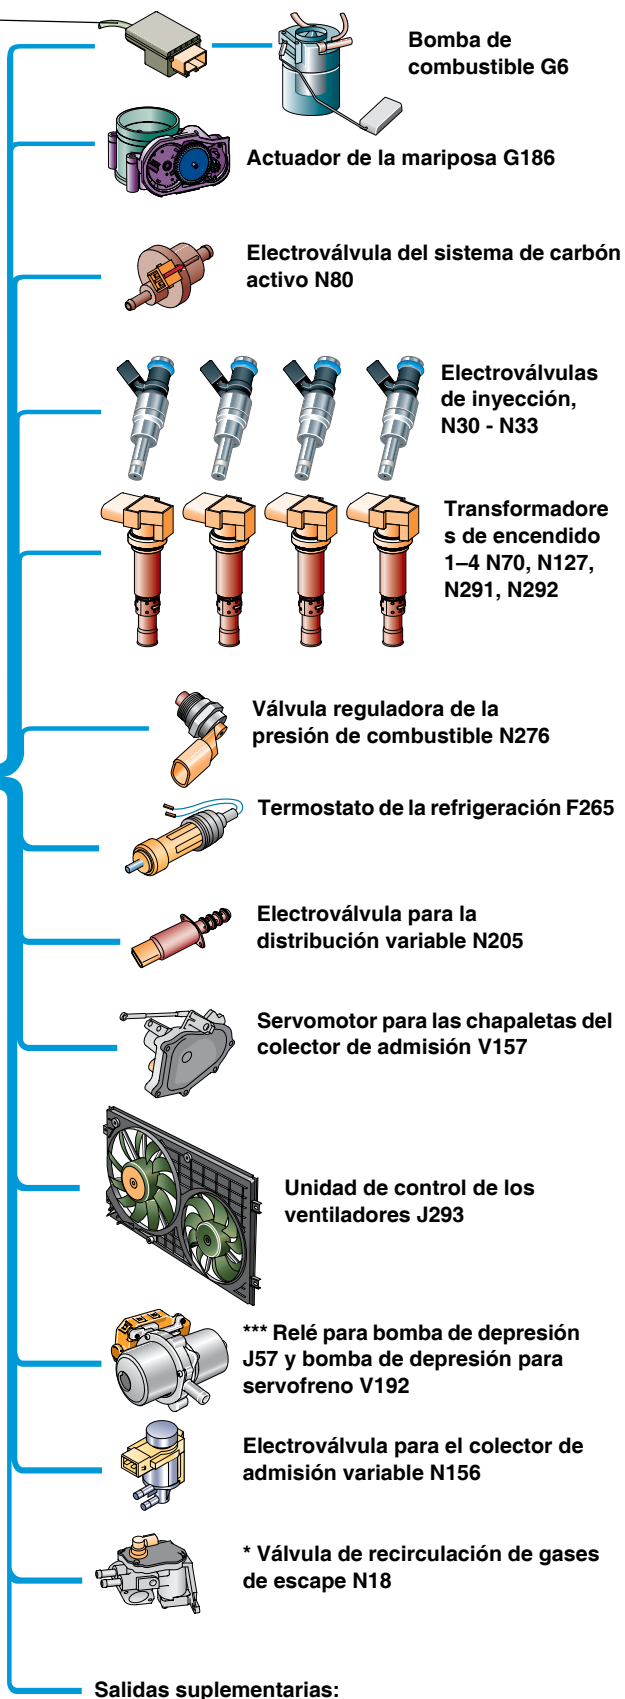 Bomba de
combustible G6
Actuador de la mariposa G186
Electroválvula del sistema de carbón
activo N80
Electroválvulas
de inyección,
N30 - N33
Transformadore
s de encendido
1–4 N70, N127,
N291, N292
Válvula reguladora de la
presión de combustible N276
Termostato de la refrigeración F265
Electroválvula para la
distribución variable N205
Servomotor para las chapaletas del
colector de admisión V157
Unidad de control de los
ventiladores J293
*** Relé para bomba de depresión
J57 y bomba de depresión para
servofreno V192
Electroválvula para el colector de
admisión variable N156
* Válvula de recirculación de gases
de escape N18
Salidas suplementarias: